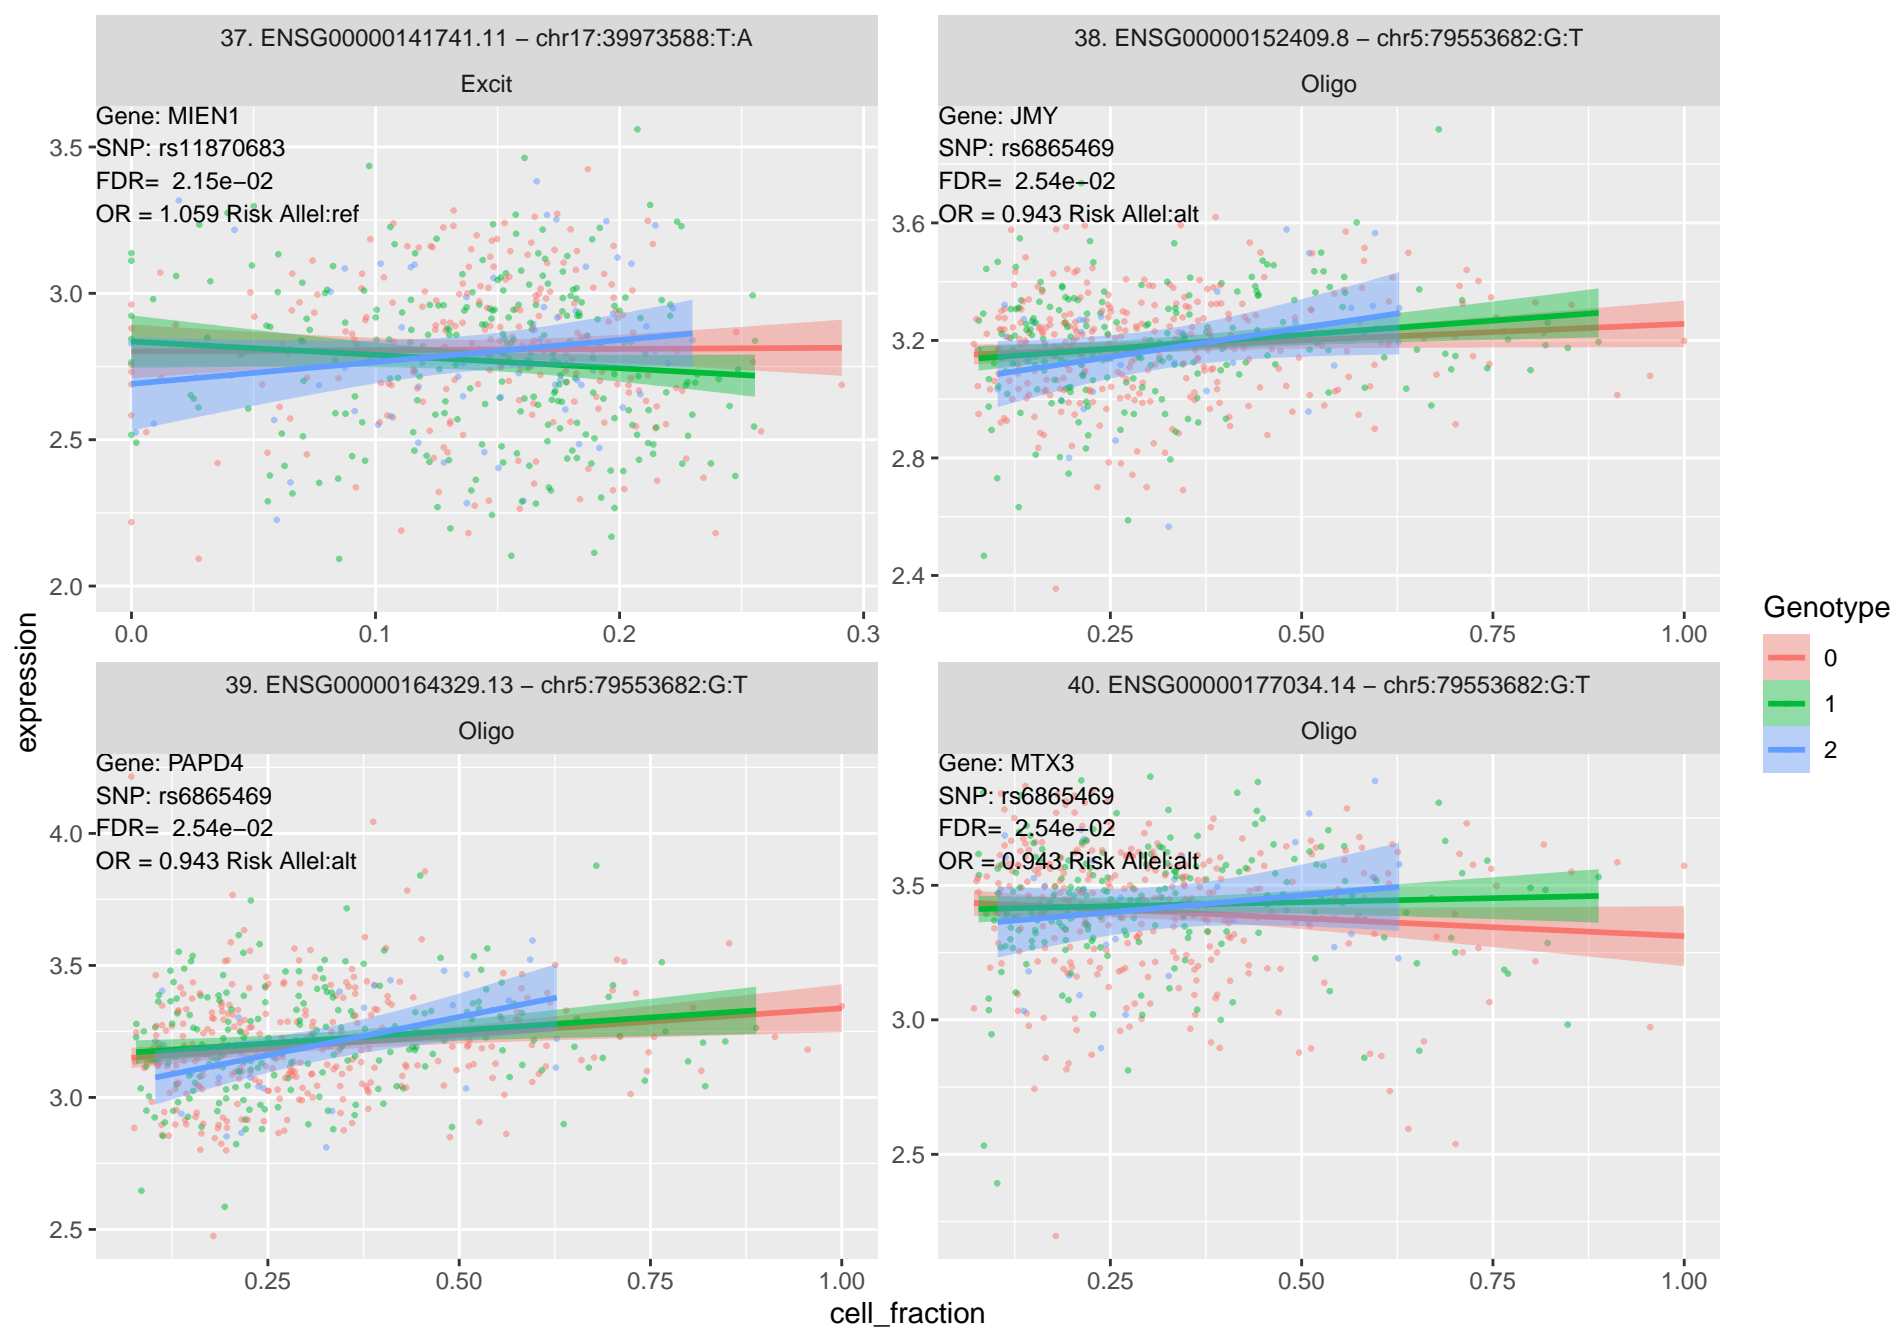 37. ENSG00000141741.11 − chr17:39973588:T:A
Excit
Gene: MIEN1
SNP: rs11870683
FDR=  2.15e−02
OR = 1.059 Risk Allel:ref
3.5
3.0
2.5
2.0
0.0
0.1
0.2
0.3
38. ENSG00000152409.8 − chr5:79553682:G:T
Oligo
Gene: JMY
SNP: rs6865469
FDR=  2.54e−02
OR = 0.943 Risk Allel:alt
3.6
3.2
2.8
2.4
0.25
0.50
0.75
1.00
39. ENSG00000164329.13 − chr5:79553682:G:T
Oligo
Gene: PAPD4
SNP: rs6865469
FDR=  2.54e−02
OR = 0.943 Risk Allel:alt
4.0
3.5
3.0
2.5
0.25
0.50
0.75
1.00
40. ENSG00000177034.14 − chr5:79553682:G:T
Oligo
Gene: MTX3
SNP: rs6865469
FDR=  2.54e−02
OR = 0.943 Risk Allel:alt
3.5
3.0
2.5
0.25
0.50
0.75
1.00
expression
cell_fraction
Genotype
0
1
2